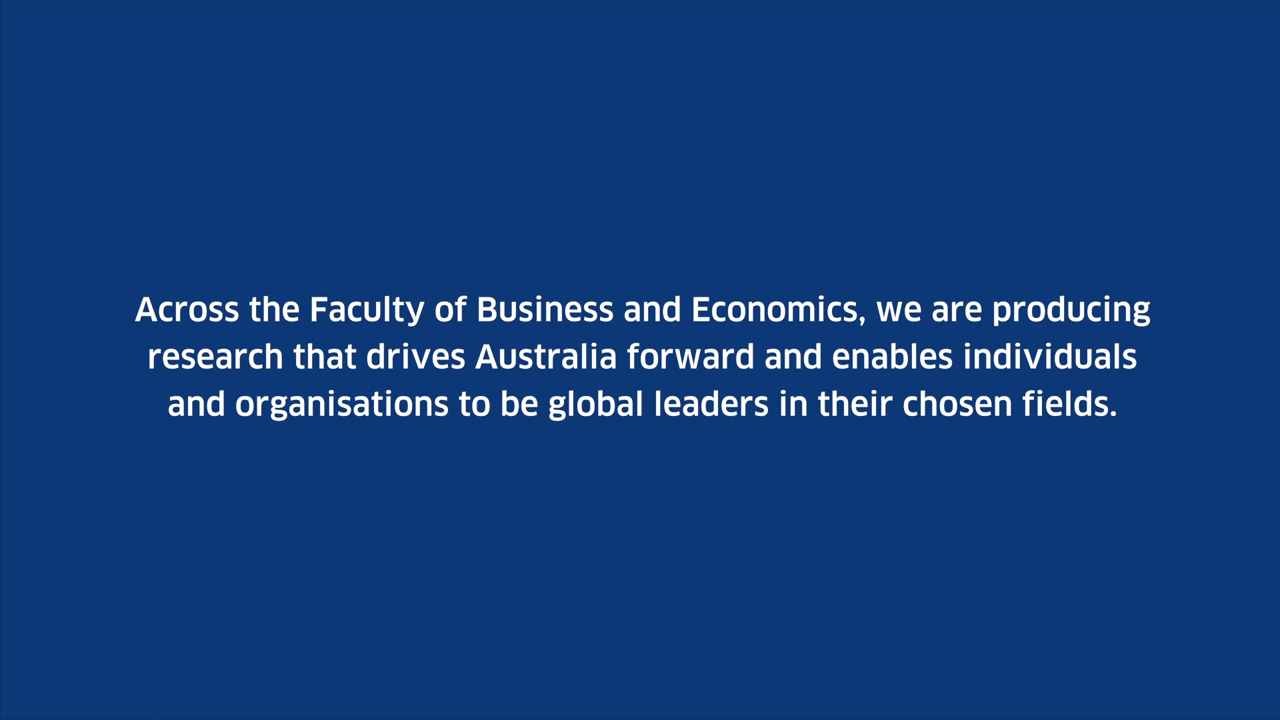 Across the Faculty of Business and Economics, we are producing
research that drives Australia forward and enables individuals
and organisations to be global leaders in their chosen fields.